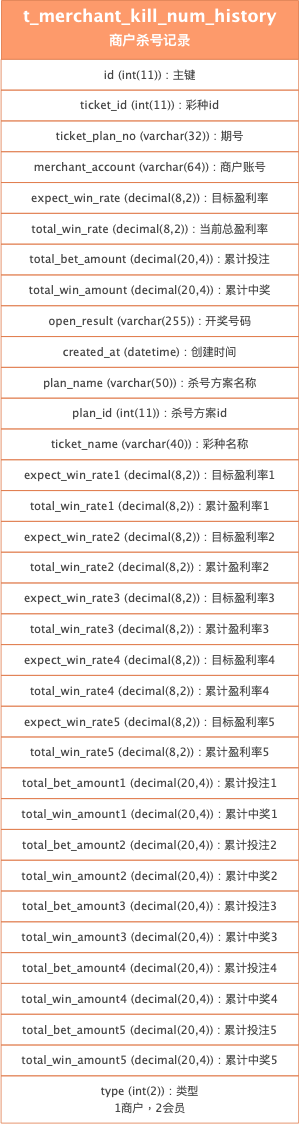 t_merchant_kill_num_history
商户杀号记录
id (int(11)) : 主键
ticket_id (int(11)) : 彩种id
ticket_plan_no (varchar(32)) : 期号
merchant_account (varchar(64)) : 商户账号
expect_win_rate (decimal(8,2)) : 目标盈利率
total_win_rate (decimal(8,2)) : 当前总盈利率
total_bet_amount (decimal(20,4)) : 累计投注
total_win_amount (decimal(20,4)) : 累计中奖
open_result (varchar(255)) : 开奖号码
created_at (datetime) : 创建时间
plan_name (varchar(50)) : 杀号方案名称
plan_id (int(11)) : 杀号方案id
ticket_name (varchar(40)) : 彩种名称
expect_win_rate1 (decimal(8,2)) : 目标盈利率1
total_win_rate1 (decimal(8,2)) : 累计盈利率1
expect_win_rate2 (decimal(8,2)) : 目标盈利率2
total_win_rate2 (decimal(8,2)) : 累计盈利率2
expect_win_rate3 (decimal(8,2)) : 目标盈利率3
total_win_rate3 (decimal(8,2)) : 累计盈利率3
expect_win_rate4 (decimal(8,2)) : 目标盈利率4
total_win_rate4 (decimal(8,2)) : 累计盈利率4
expect_win_rate5 (decimal(8,2)) : 目标盈利率5
total_win_rate5 (decimal(8,2)) : 累计盈利率5
total_bet_amount1 (decimal(20,4)) : 累计投注1
total_win_amount1 (decimal(20,4)) : 累计中奖1
total_bet_amount2 (decimal(20,4)) : 累计投注2
total_win_amount2 (decimal(20,4)) : 累计中奖2
total_bet_amount3 (decimal(20,4)) : 累计投注3
total_win_amount3 (decimal(20,4)) : 累计中奖3
total_bet_amount4 (decimal(20,4)) : 累计投注4
total_win_amount4 (decimal(20,4)) : 累计中奖4
total_bet_amount5 (decimal(20,4)) : 累计投注5
total_win_amount5 (decimal(20,4)) : 累计中奖5
type (int(2)) : 类型
1商户，2会员